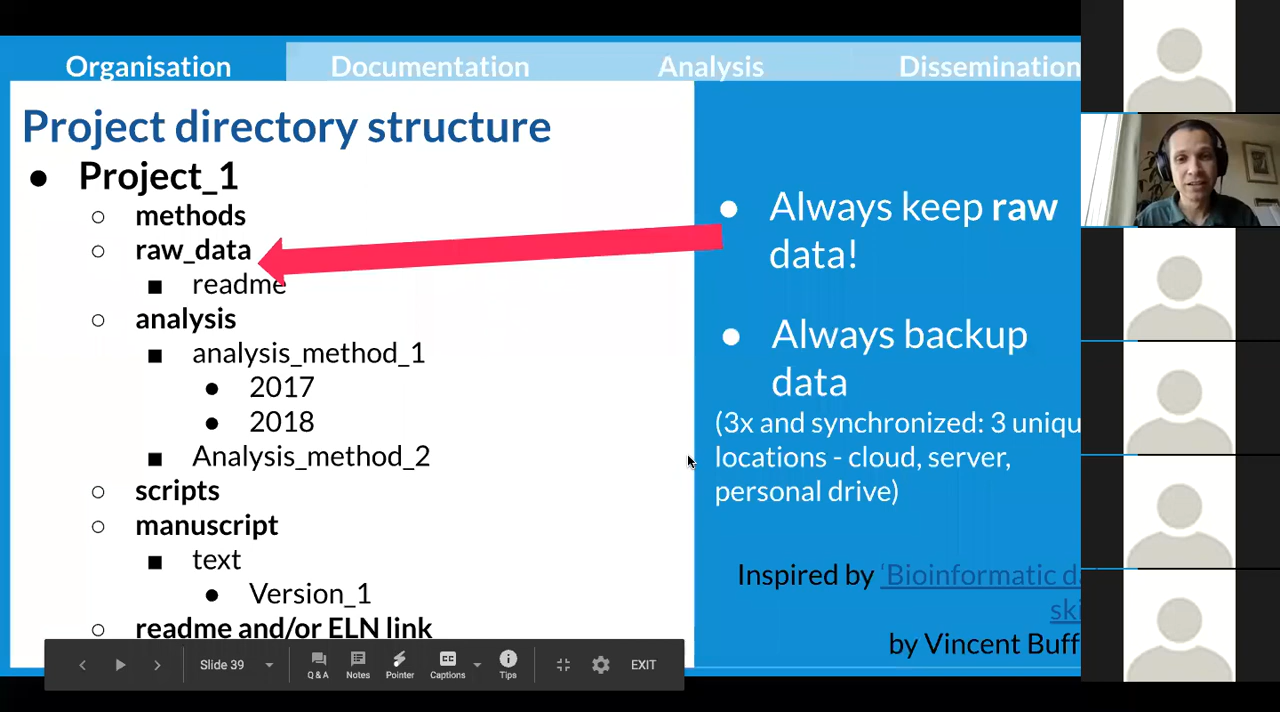 Organisation Documentation Analysis Dissemination
Project directory structure
● Project_1
○ methods
○ raw_data
■ readme
○ analysis
■ analysis_method_1
● 2017
● 2018
■ Analysis_method_2
○ scripts
○ manuscript
■ text
● Version_1
○ readme and/or ELN link
● Always keep raw
data!
● Always backup
data
(3x and synchronized: 3 uniqu
locations - cloud, server,
personal drive)
Inspired by 'Bioinformatic da
ski
by Vincent Buff
Slide 39
Q & A
Notes
Pointer
CC
Captions
Tips
EXIT